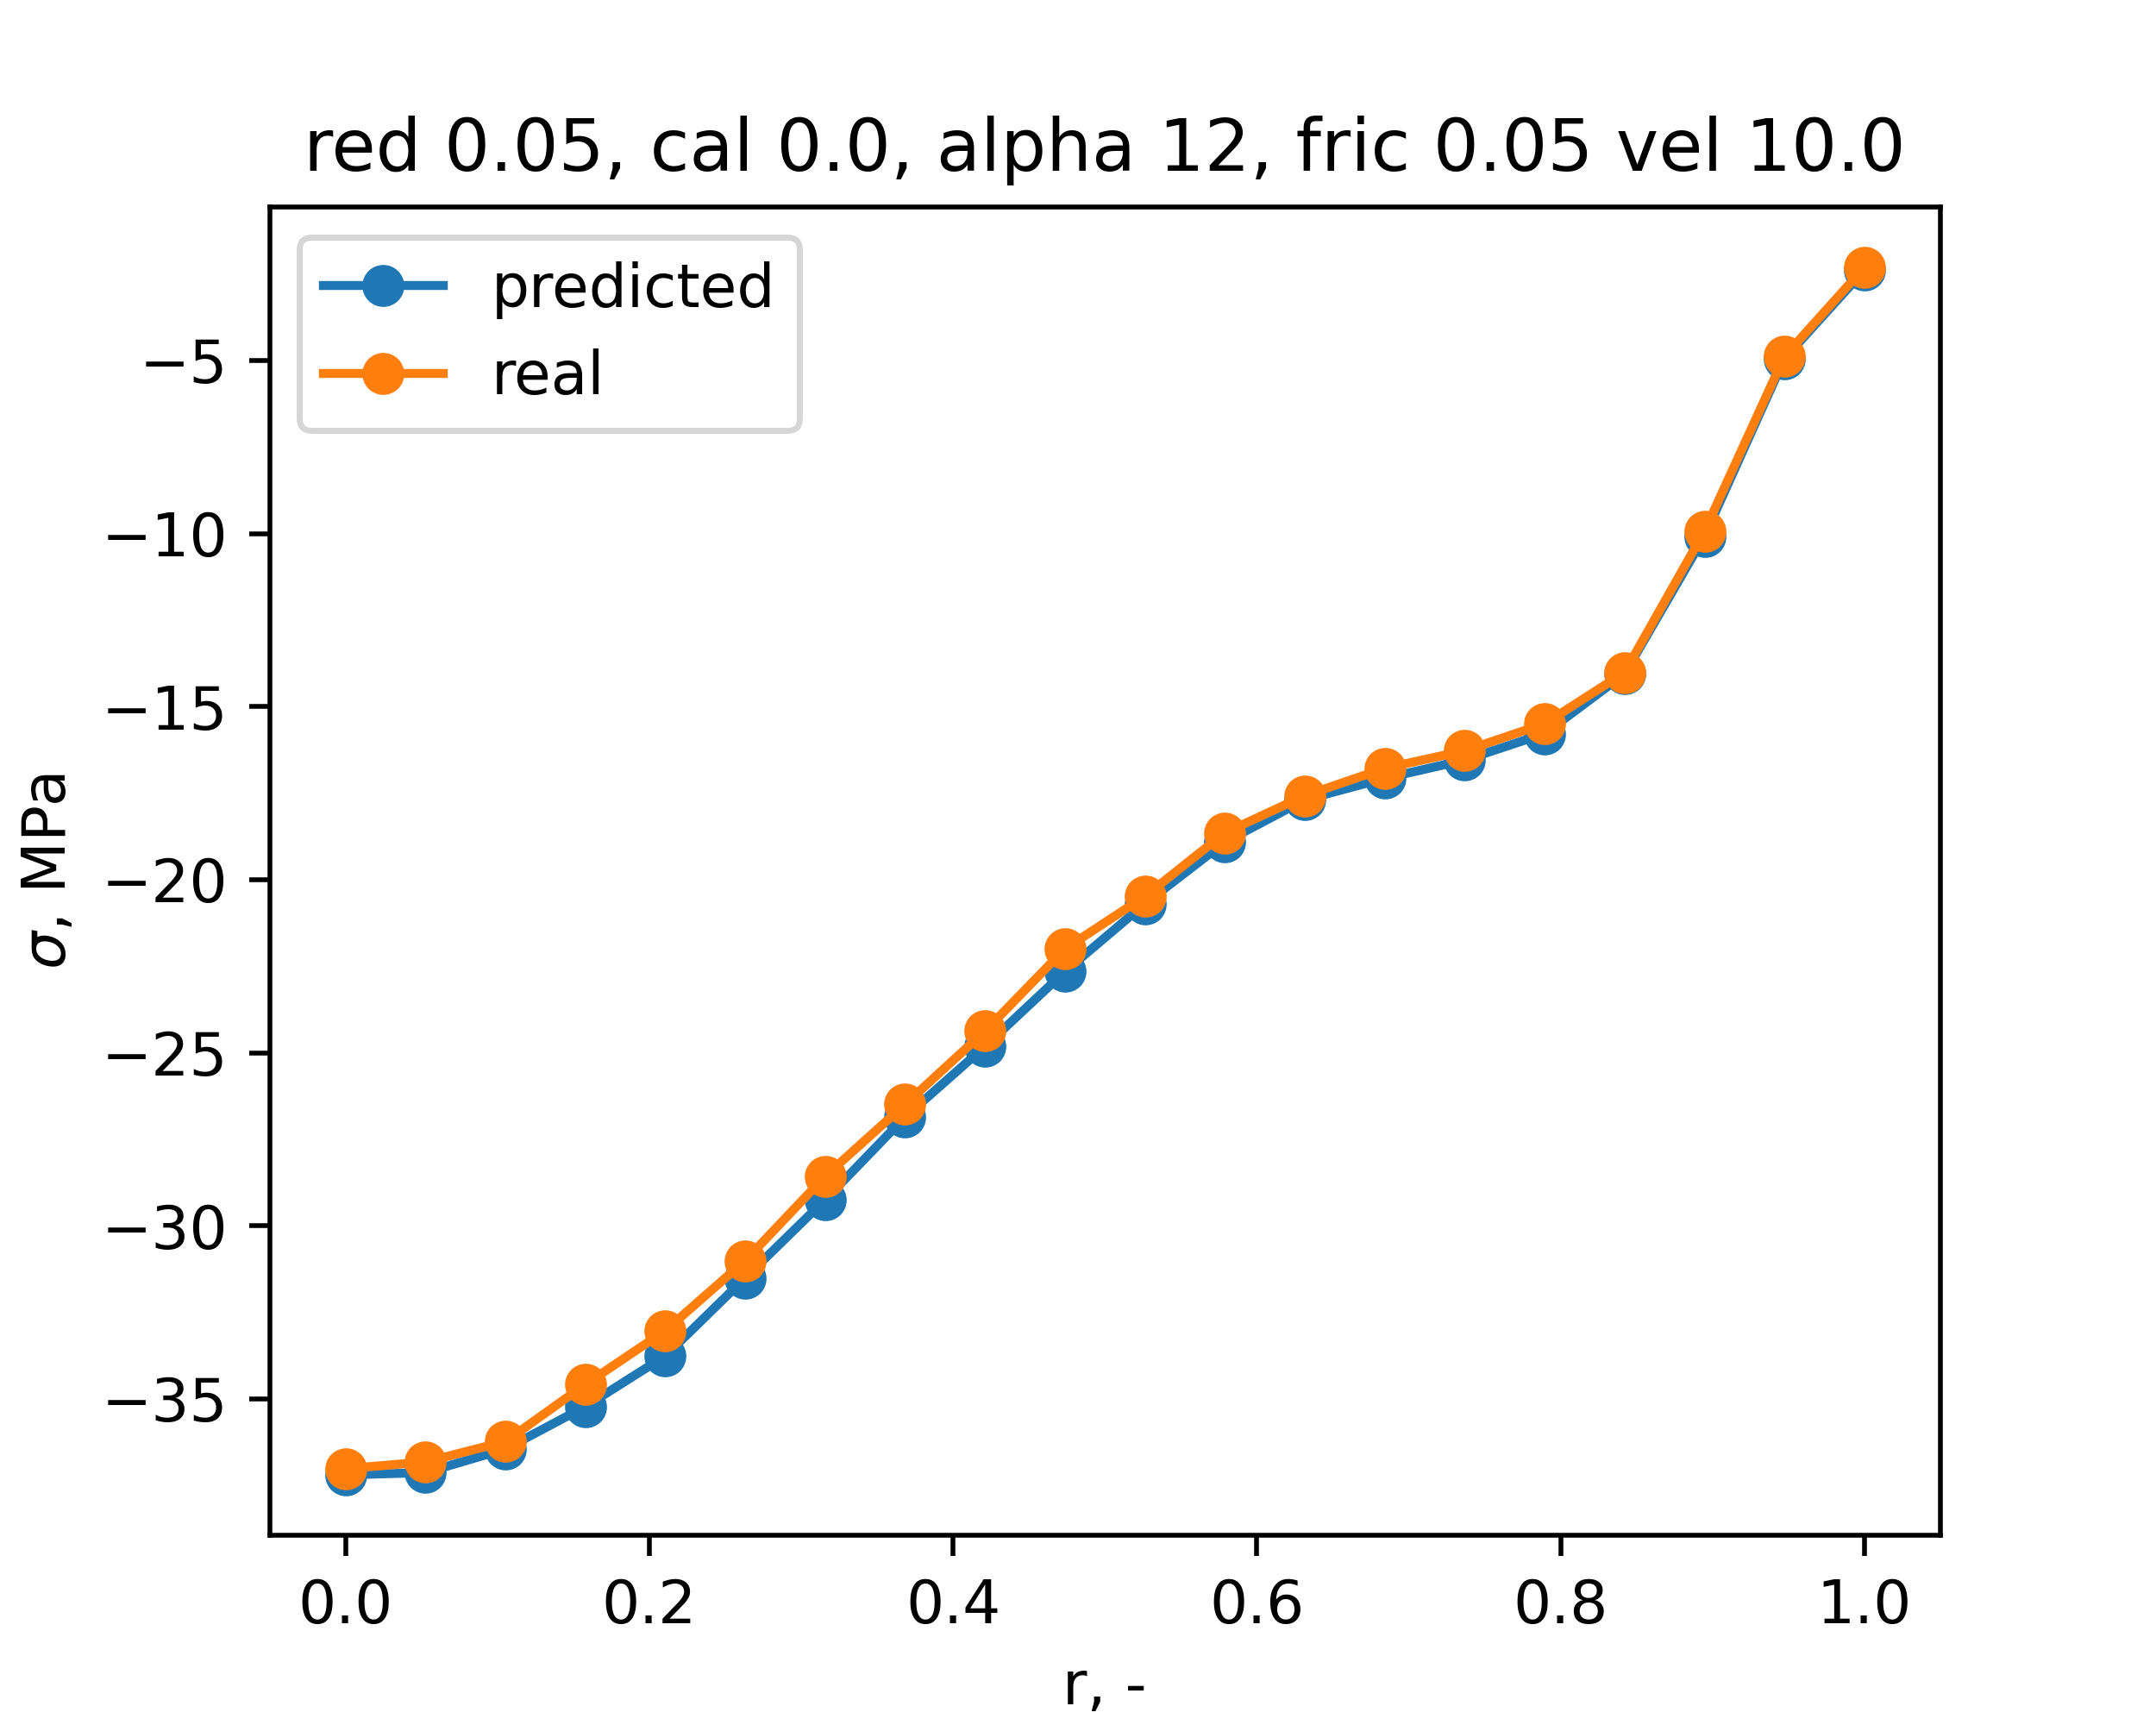 red 0.05, cal 0.0, alpha 12, fric 0.05 vel 10.0
predicted
real
−5
−10
−15
−20
−25
−30
−35
σ, MPa
0.0 0.2 0.4 0.6 0.8 1.0
r, -